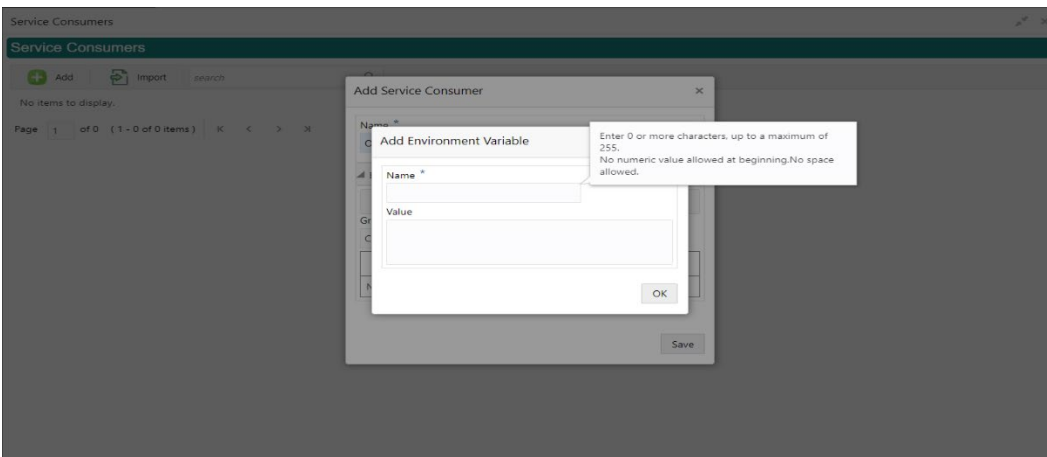 Service Consumers
Service Consumers
Add Import search
No items to display.
Page 1 of 0 ( 1 - 0 of 0 items ) K < >
Add Service Consumer ×
Name *
Add Environment Variable
Enter 0 or more characters, up to a maximum of
255.
No numeric value allowed at beginning.No space
allowed.
Name *
Value
Gr
OK
Save